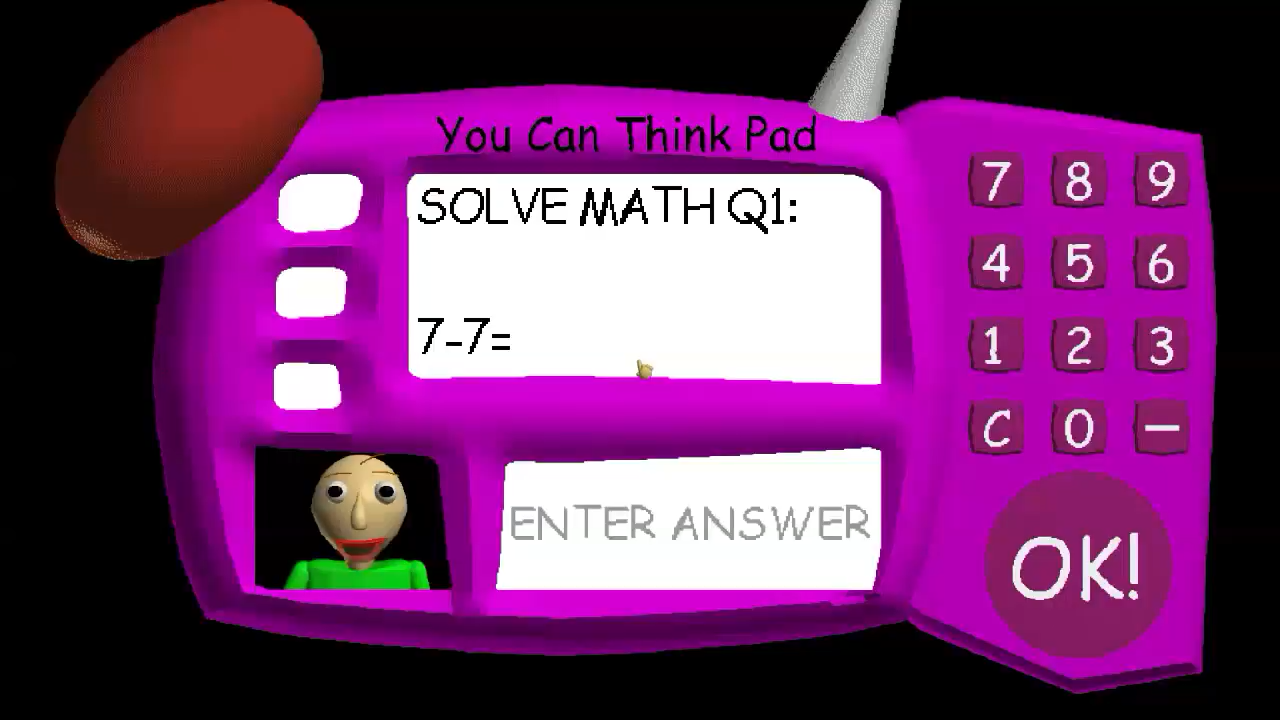 You Can Think Pad
SOLVE MATH Q1:
7-7=
ENTER ANSWER
7 8 9
4 5 6
1 2 3
C 0 —
OK!